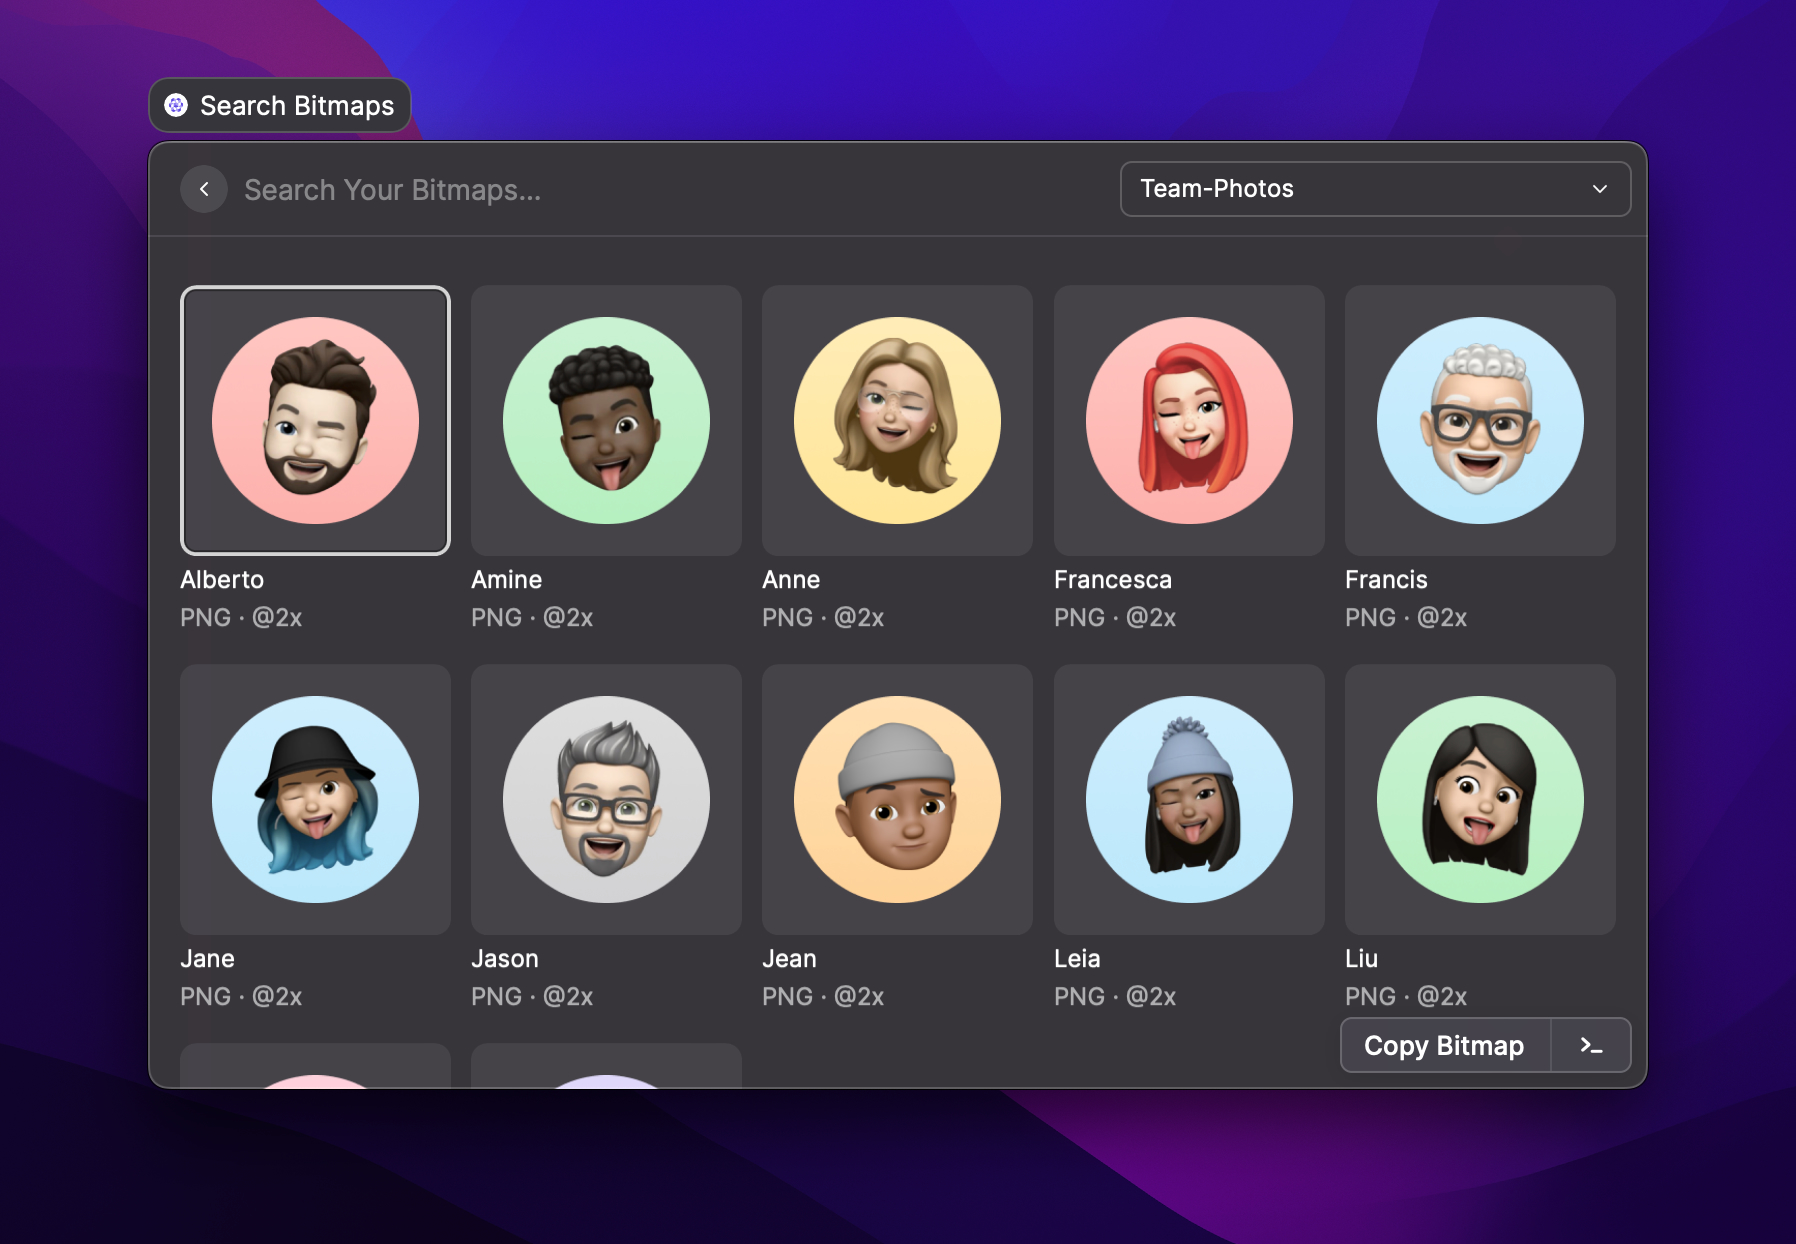 Search Bitmaps
Search Your Bitmaps...
Team-Photos
Alberto
PNG · @2x
Amine
PNG · @2x
Anne
PNG · @2x
Francesca
PNG · @2x
Francis
PNG · @2x
Jane
PNG · @2x
Jason
PNG · @2x
Jean
PNG · @2x
Leia
PNG · @2x
Liu
PNG · @2x
Copy Bitmap